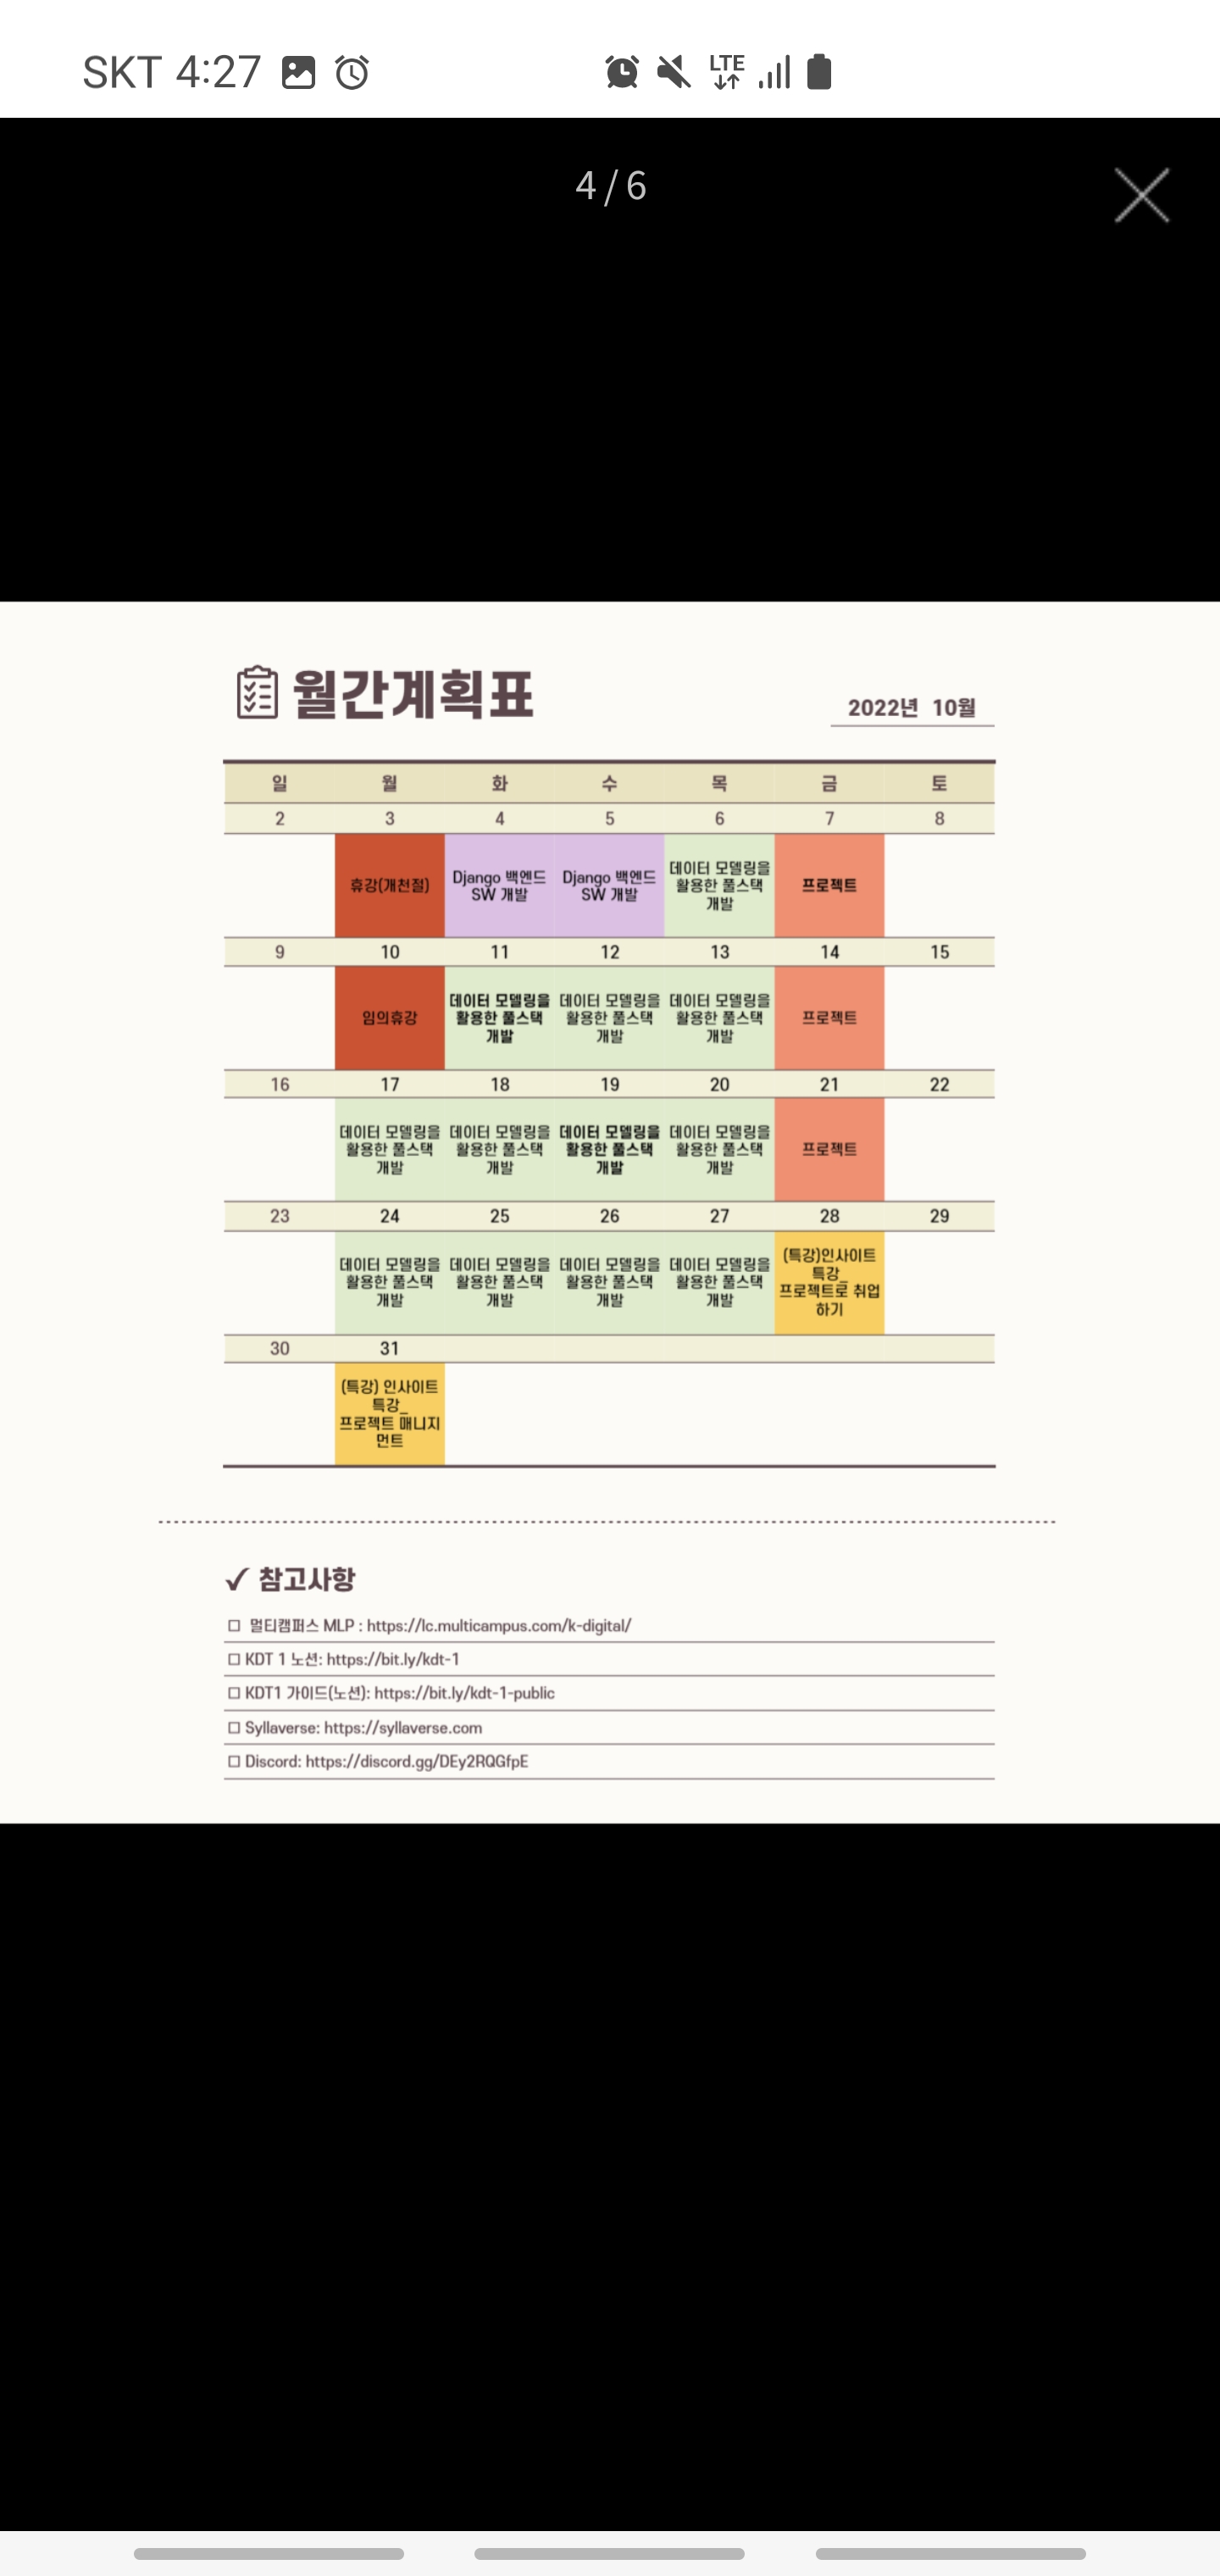 SKT 4:27
LTE
4 / 6
월간계획표
2022년 10월
일 월 화 수 목 금 토
2 3 4 5 6 7 8
휴강(개천절)
Django 백엔드
SW 개발
Django 백엔드
SW 개발
데이터 모델링을
활용한 풀스택
개발
프로젝트
9 10 11 12 13 14 15
임의휴강
데이터 모델링을
활용한 풀스택
개발
데이터 모델링을
활용한 풀스택
개발
데이터 모델링을
활용한 풀스택
개발
프로젝트
16 17 18 19 20 21 22
데이터 모델링을
활용한 풀스택
개발
데이터 모델링을
활용한 풀스택
개발
데이터 모델링을
활용한 풀스택
개발
데이터 모델링을
활용한 풀스택
개발
프로젝트
23 24 25 26 27 28 29
데이터 모델링을
활용한 풀스택
개발
데이터 모델링을
활용한 풀스택
개발
데이터 모델링을
활용한 풀스택
개발
데이터 모델링을
활용한 풀스택
개발
(특강)인사이트
특강_
프로젝트로 취업
하기
30 31
(특강) 인사이트
특강_
프로젝트 매니지
먼트
✓ 참고사항
□ 멀티캠퍼스 MLP : https://lc.multicampus.com/k-digital/
□ KDT 1 노션: https://bit.ly/kdt-1
□ KDT1 가이드(노션): https://bit.ly/kdt-1-public
□ Syllaverse: https://syllaverse.com
□ Discord: https://discord.gg/DEy2RQGfpE